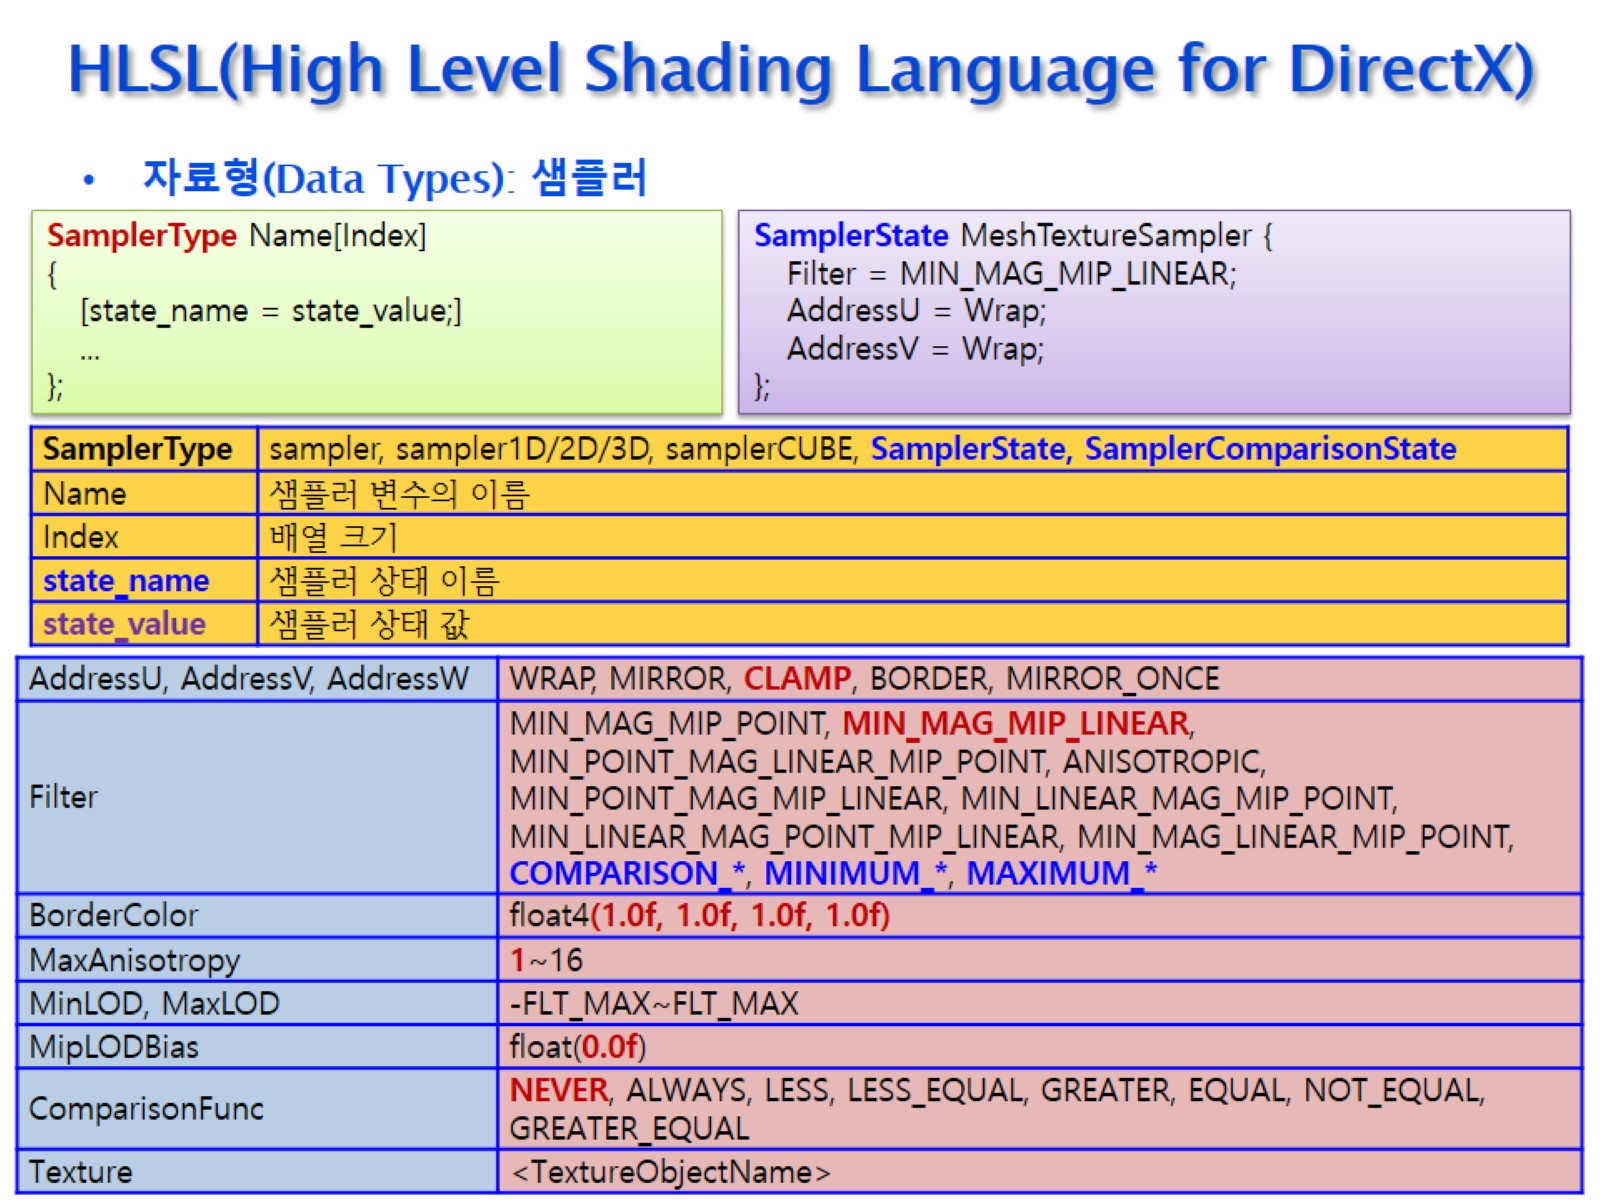 HLSL(High Level Shading Language for DirectX)
• 자료형(Data Types): 샘플러
SamplerType Name[Index]
{
[state_name = state_value;]
...
};
SamplerState MeshTextureSampler {
Filter = MIN_MAG_MIP_LINEAR;
AddressU = Wrap;
AddressV = Wrap;
};
SamplerType sampler, sampler1D/2D/3D, samplerCUBE, SamplerState, SamplerComparisonState
Name 샘플러 변수의 이름
Index 배열 크기
state_name 샘플러 상태 이름
state_value 샘플러 상태 값
AddressU, AddressV, AddressW WRAP, MIRROR, CLAMP, BORDER, MIRROR_ONCE
Filter
MIN_MAG_MIP_POINT, MIN_MAG_MIP_LINEAR,
MIN_POINT_MAG_LINEAR_MIP_POINT, ANISOTROPIC,
MIN_POINT_MAG_MIP_LINEAR, MIN_LINEAR_MAG_MIP_POINT,
MIN_LINEAR_MAG_POINT_MIP_LINEAR, MIN_MAG_LINEAR_MIP_POINT,
COMPARISON_*, MINIMUM_*, MAXIMUM_*
BorderColor float4(1.0f, 1.0f, 1.0f, 1.0f)
MaxAnisotropy 1~16
MinLOD, MaxLOD -FLT_MAX~FLT_MAX
MipLODBias float(0.0f)
ComparisonFunc
NEVER, ALWAYS, LESS, LESS_EQUAL, GREATER, EQUAL, NOT_EQUAL,
GREATER_EQUAL
Texture <TextureObjectName>